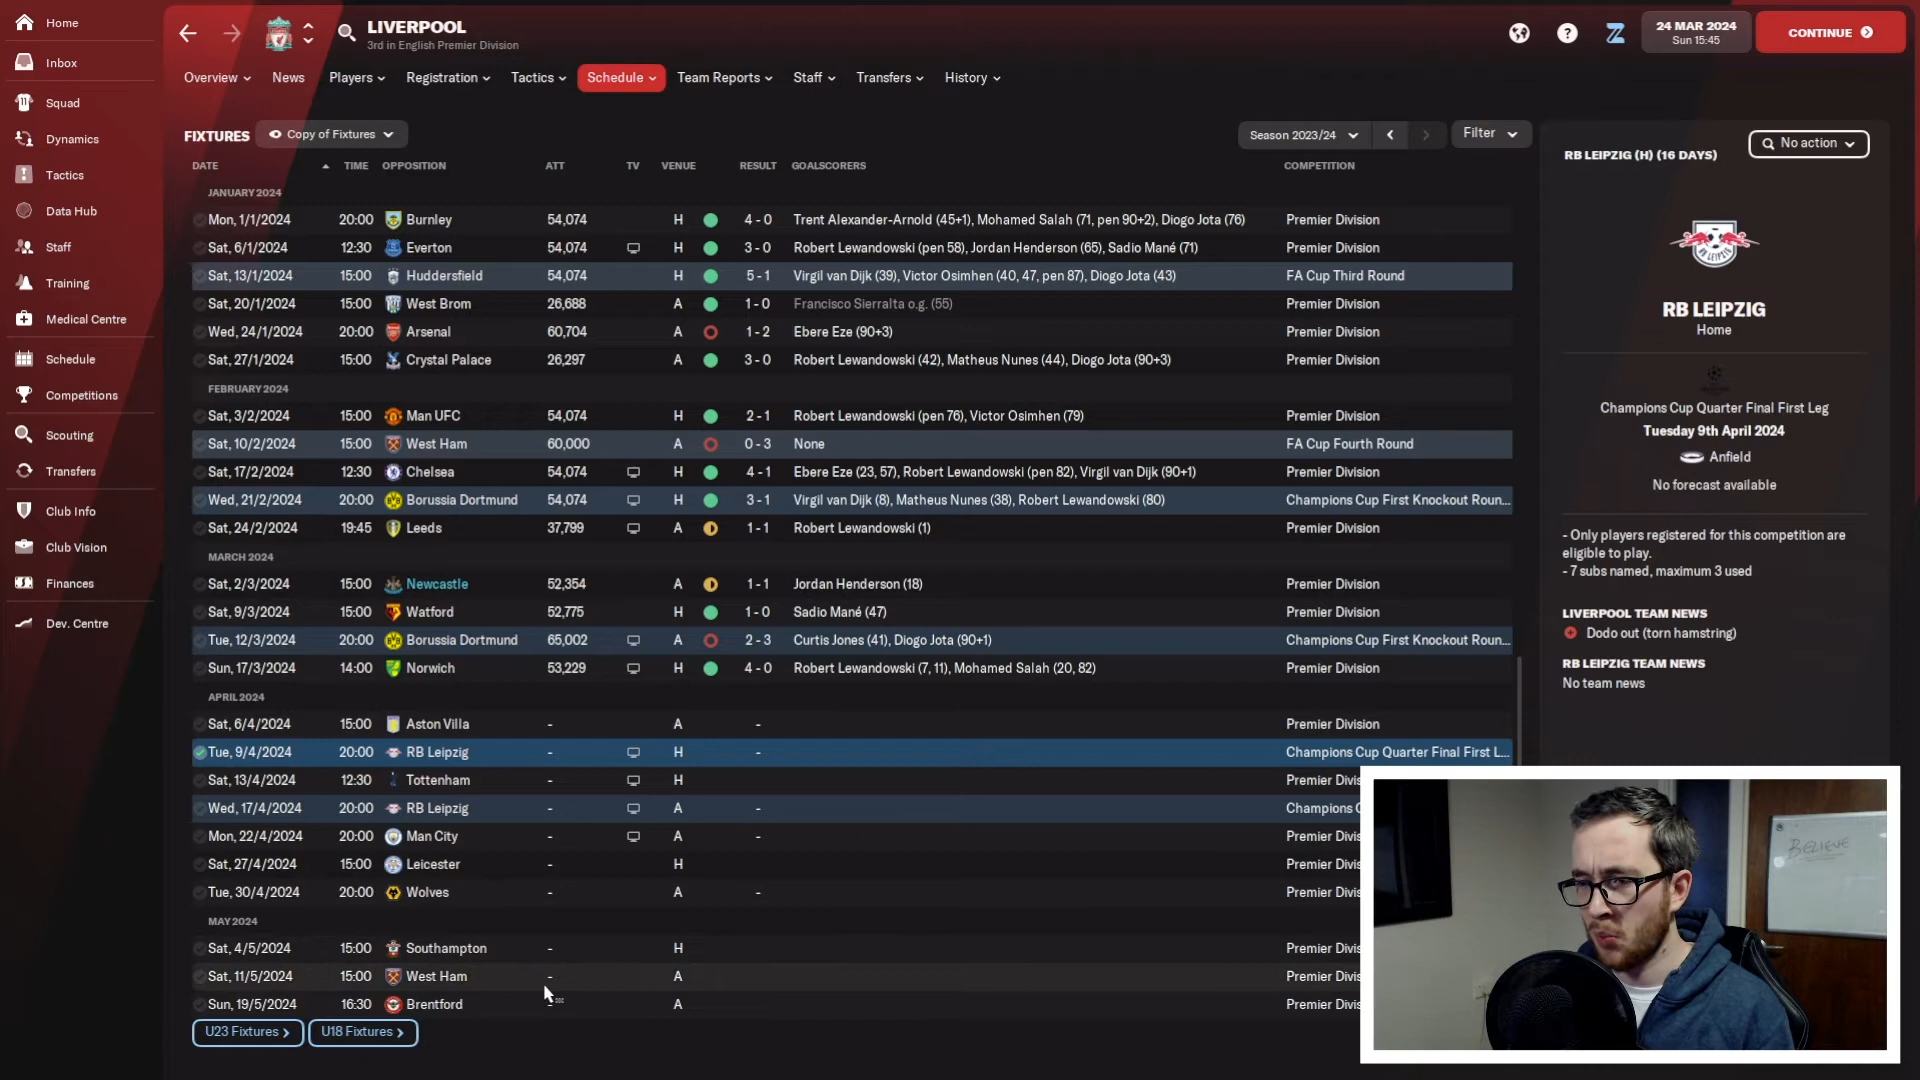 Home
Inbox
Squad
Dynamics
Tactics
Data Hub
Staff
Training
Medical Centre
Schedule
Competitions
Scouting
Transfers
Club Info
Club Vision
Finances
Dev. Centre
LIVERPOOL
3rd in English Premier Division
24 MAR 2024
Sun 15:45
CONTINUE
Overview News Players Registration Tactics Schedule Team Reports Staff Transfers History
FIXTURES Copy of Fixtures Season 2023/24 Filter
DATE TIME OPPOSITION ATT TV VENUE RESULT GOALSCORERS COMPETITION
JANUARY 2024
Mon, 1/1/2024 20:00 Burnley 54,074 H 4 - 0 Trent Alexander-Arnold (45+1), Mohamed Salah (71, pen 90+2), Diogo Jota (76) Premier Division
Sat, 6/1/2024 12:30 Everton 54,074 H 3 - 0 Robert Lewandowski (pen 58), Jordan Henderson (65), Sadio Mané (71) Premier Division
Sat, 13/1/2024 15:00 Huddersfield 54,074 H 5 - 1 Virgil van Dijk (39), Victor Osimhen (40, 47, pen 87), Diogo Jota (43) FA Cup Third Round
Sat, 20/1/2024 15:00 West Brom 26,688 A 1 - 0 Francisco Sierralta o.g. (55) Premier Division
Wed, 24/1/2024 20:00 Arsenal 60,704 A 1 - 2 Ebere Eze (90+3) Premier Division
Sat, 27/1/2024 15:00 Crystal Palace 26,297 A 3 - 0 Robert Lewandowski (42), Matheus Nunes (44), Diogo Jota (90+3) Premier Division
FEBRUARY 2024
Sat, 3/2/2024 15:00 Man UFC 54,074 H 2 - 1 Robert Lewandowski (pen 76), Victor Osimhen (79) Premier Division
Sat, 10/2/2024 15:00 West Ham 60,000 A 0 - 3 None FA Cup Fourth Round
Sat, 17/2/2024 12:30 Chelsea 54,074 H 4 - 1 Ebere Eze (23, 57), Robert Lewandowski (pen 82), Virgil van Dijk (90+1) Premier Division
Wed, 21/2/2024 20:00 Borussia Dortmund 54,074 H 3 - 1 Virgil van Dijk (8), Matheus Nunes (38), Robert Lewandowski (80) Champions Cup First Knockout Roun...
Sat, 24/2/2024 19:45 Leeds 37,799 A 1 - 1 Robert Lewandowski (1) Premier Division
MARCH 2024
Sat, 2/3/2024 15:00 Newcastle 52,354 A 1 - 1 Jordan Henderson (18) Premier Division
Sat, 9/3/2024 15:00 Watford 52,775 H 1 - 0 Sadio Mané (47) Premier Division
Tue, 12/3/2024 20:00 Borussia Dortmund 65,002 A 2 - 3 Curtis Jones (41), Diogo Jota (90+1) Champions Cup First Knockout Roun...
Sun, 17/3/2024 14:00 Norwich 53,229 H 4 - 0 Robert Lewandowski (7, 11), Mohamed Salah (20, 82) Premier Division
APRIL 2024
Sat, 6/4/2024 15:00 Aston Villa - A - Premier Division
Tue, 9/4/2024 20:00 RB Leipzig - H - Champions Cup Quarter Final First L...
Sat, 13/4/2024 12:30 Tottenham - H Premier Divis
Wed, 17/4/2024 20:00 RB Leipzig - A - Champions C
Mon, 22/4/2024 20:00 Man City - A - Premier Divis
Sat, 27/4/2024 15:00 Leicester - H Premier Divis
Tue, 30/4/2024 20:00 Wolves - A - Premier Divis
MAY 2024
Sat, 4/5/2024 15:00 Southampton - H Premier Divis
Sat, 11/5/2024 15:00 West Ham - A Premier Divis
Sun, 19/5/2024 16:30 Brentford - A Premier Divis
U23 Fixtures U18 Fixtures
RB LEIPZIG (H) (16 DAYS) No action
RB LEIPZIG
Home
Champions Cup Quarter Final First Leg
Tuesday 9th April 2024
Anfield
No forecast available
- Only players registered for this competition are
eligible to play.
- 7 subs named, maximum 3 used
LIVERPOOL TEAM NEWS
Dodo out (torn hamstring)
RB LEIPZIG TEAM NEWS
No team news
BELIEVE